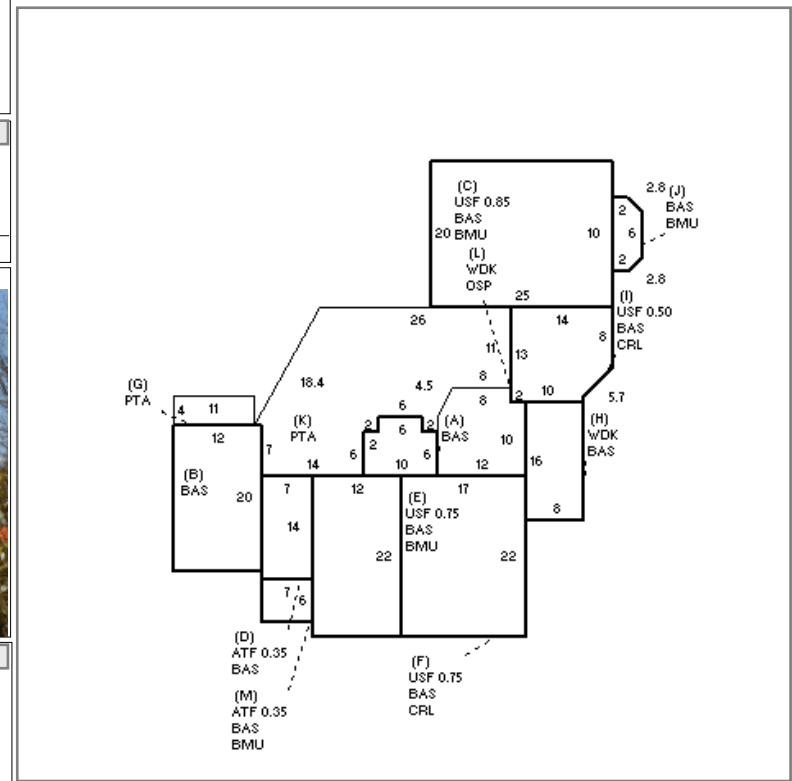 (C)
USF 0.85
BAS
BMU
20
10
2.8
(J)
BAS
BMU
2
6
2
2.8
(L)
WDK
OSP
25
(I)
USF 0.50
BAS
CRL
26
14
8
11
13
18.4
4.5
8
8
2
10
5.7
(G)
PTA
4
11
6
2
6
2
2
(A)
BAS
(H)
WDK
BAS
12
7
(K)
PTA
6
6
10
16
14
10
12
(B)
BAS
20
7
12
(E)
USF 0.75
BAS
BMU
17
8
14
22
22
7
6
(D)
ATF 0.35
BAS
(F)
USF 0.75
BAS
CRL
(M)
ATF 0.35
BAS
BMU